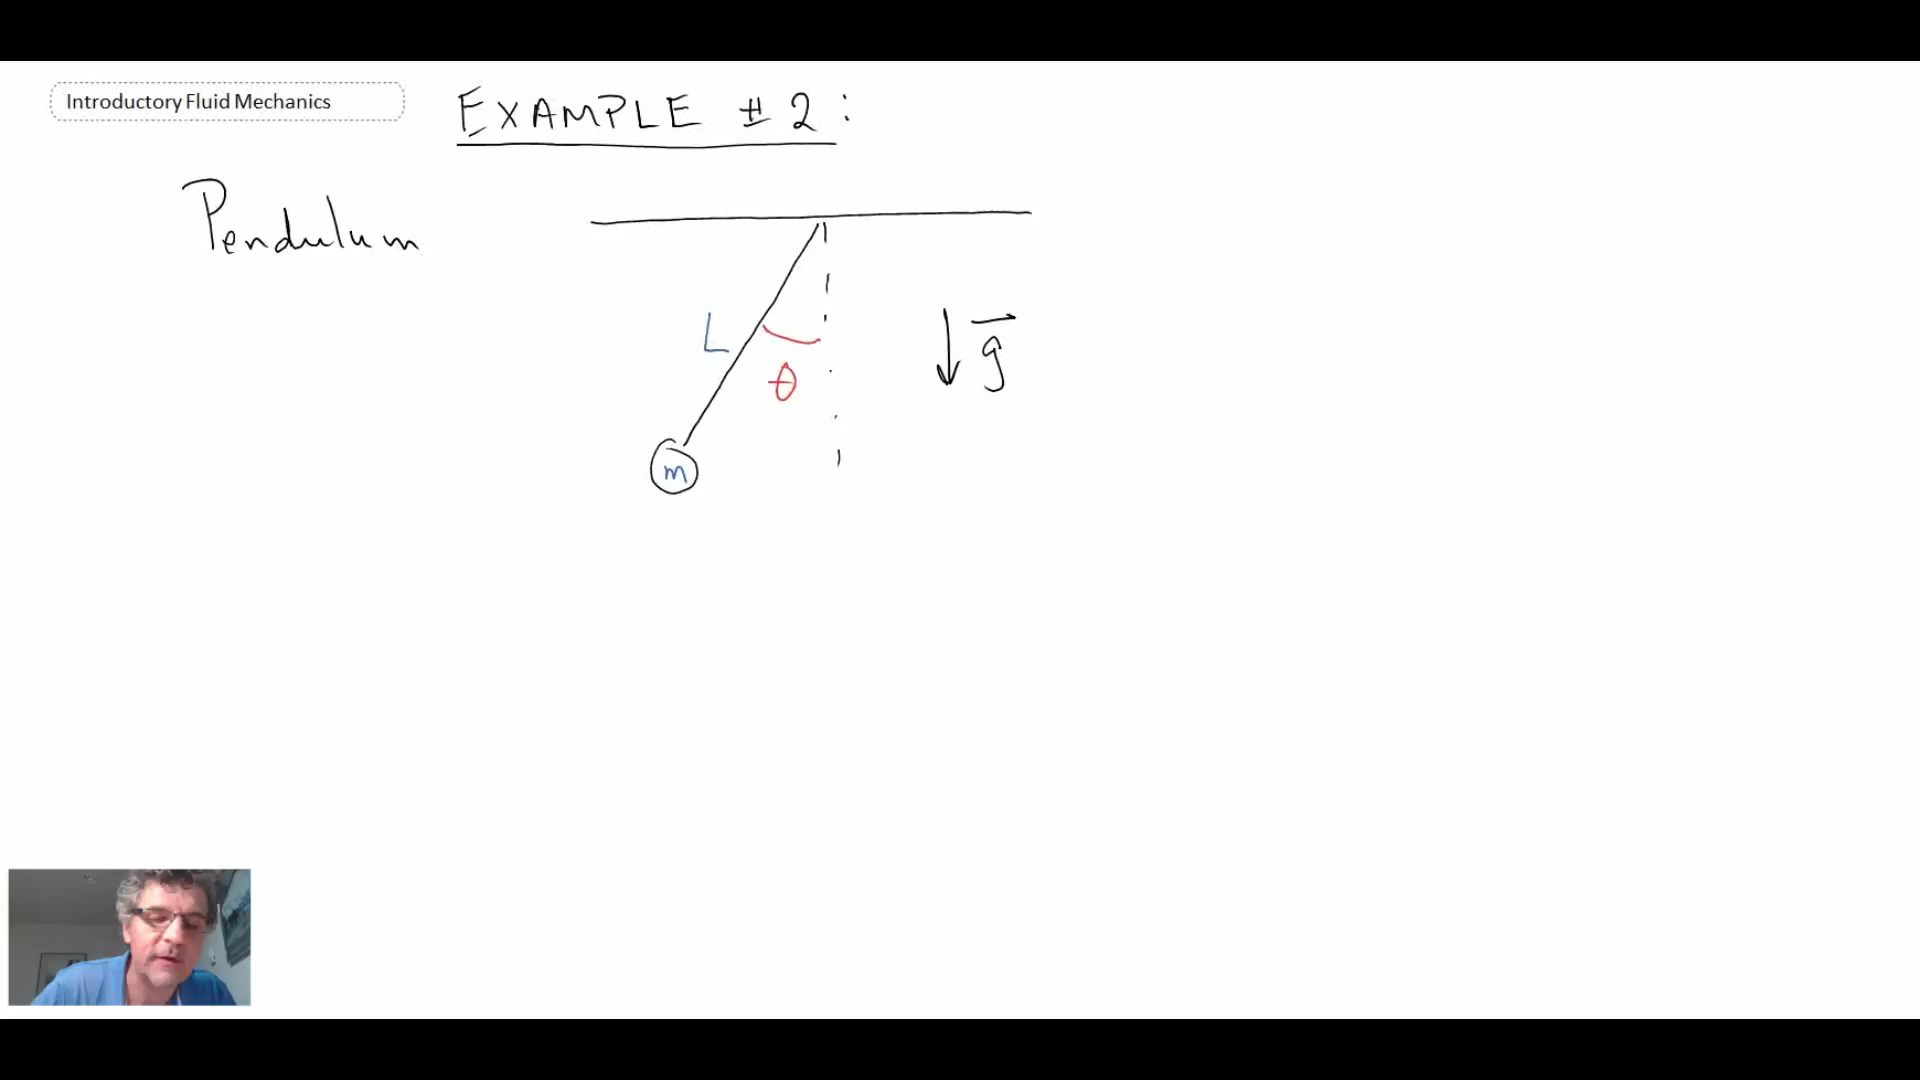 Introductory Fluid Mechanics
EXAMPLE # 2:
Pendulum
L
θ
g
m